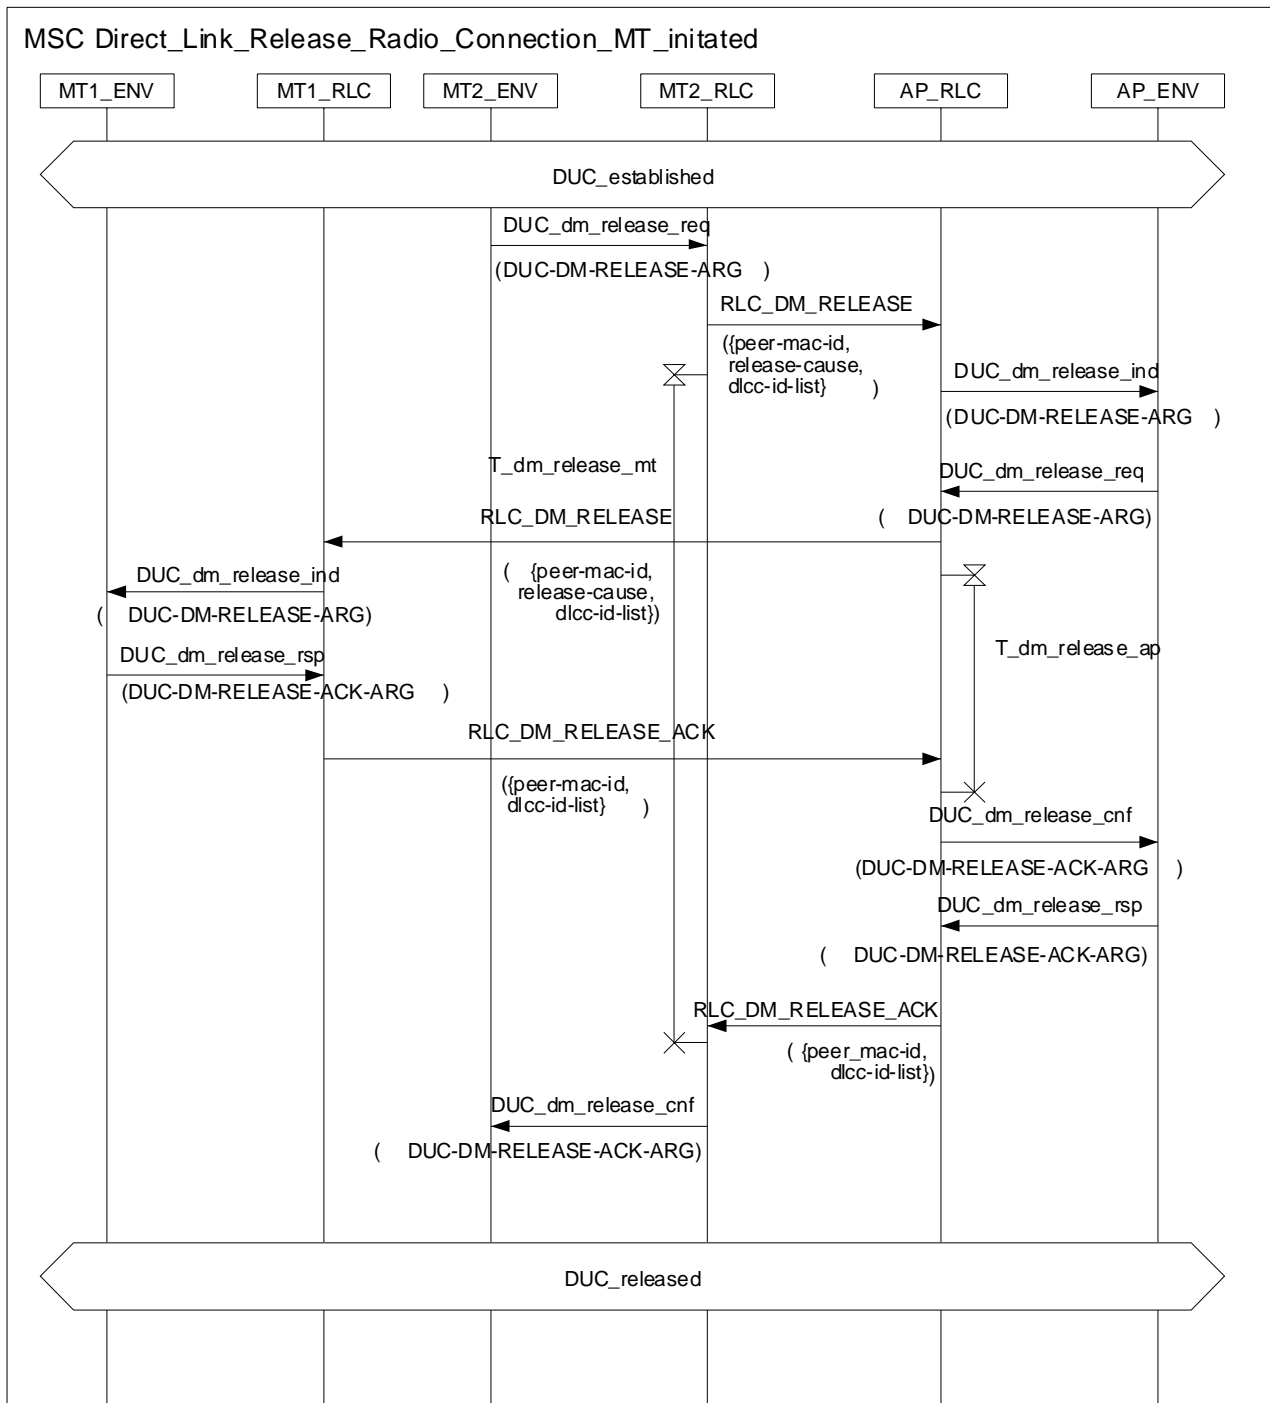 MSC Direct_Link_Release_Radio_Connection_MT_initated
MT1_ENV MT1_RLC MT2_ENV MT2_RLC AP_RLC AP_ENV
DUC_established
DUC_dm_release_req
(DUC-DM-RELEASE-ARG )
RLC_DM_RELEASE
({peer-mac-id,
release-cause,
dlcc-id-list} )
DUC_dm_release_ind
(DUC-DM-RELEASE-ARG )
T_dm_release_mt
DUC_dm_release_req
( DUC-DM-RELEASE-ARG)
RLC_DM_RELEASE
( {peer-mac-id,
release-cause,
dlcc-id-list})
DUC_dm_release_ind
( DUC-DM-RELEASE-ARG)
T_dm_release_ap
DUC_dm_release_rsp
(DUC-DM-RELEASE-ACK-ARG )
RLC_DM_RELEASE_ACK
({peer-mac-id,
dlcc-id-list} )
DUC_dm_release_cnf
(DUC-DM-RELEASE-ACK-ARG )
DUC_dm_release_rsp
( DUC-DM-RELEASE-ACK-ARG)
RLC_DM_RELEASE_ACK
( {peer_mac-id,
dlcc-id-list})
DUC_dm_release_cnf
( DUC-DM-RELEASE-ACK-ARG)
DUC_released